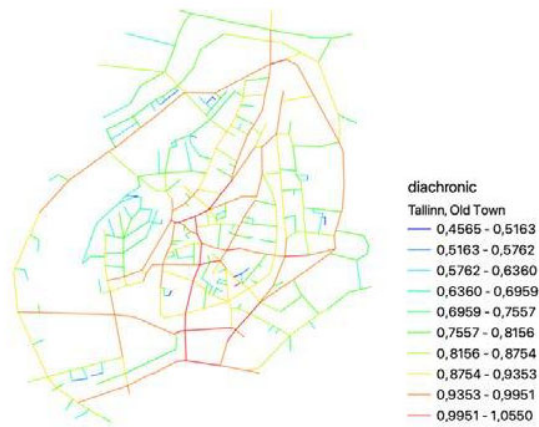 diachronic
Tallinn, Old Town
0,4565 - 0,5163
0,5163 - 0,5762
0,5762 - 0,6360
0,6360 - 0,6959
0,6959 - 0,7557
0,7557 - 0,8156
0,8156 - 0,8754
0,8754 - 0,9353
0,9353 - 0,9951
0,9951 - 1,0550